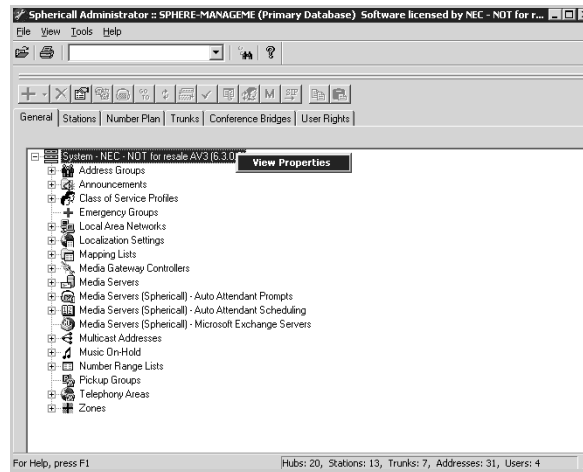 Sphericall Administrator :: SPHERE-MANAGEME (Primary Database) Software licensed by NEC - NOT for r...
File View Tools Help
GO TO M SIP
General Stations Number Plan Trunks Conference Bridges User Rights
System - NEC - NOT for resale AV3 (6.3.0
View Properties
Address Groups
Announcements
Class of Service Profiles
Emergency Groups
Local Area Networks
Localization Settings
Mapping Lists
Media Gateway Controllers
Media Servers
Media Servers (Sphericall) - Auto Attendant Prompts
Media Servers (Sphericall) - Auto Attendant Scheduling
Media Servers (Sphericall) - Microsoft Exchange Servers
Multicast Addresses
Music On-Hold
Number Range Lists
Pickup Groups
Telephony Areas
Zones
For Help, press F1 Hubs: 20, Stations: 13, Trunks: 7, Addresses: 31, Users: 4